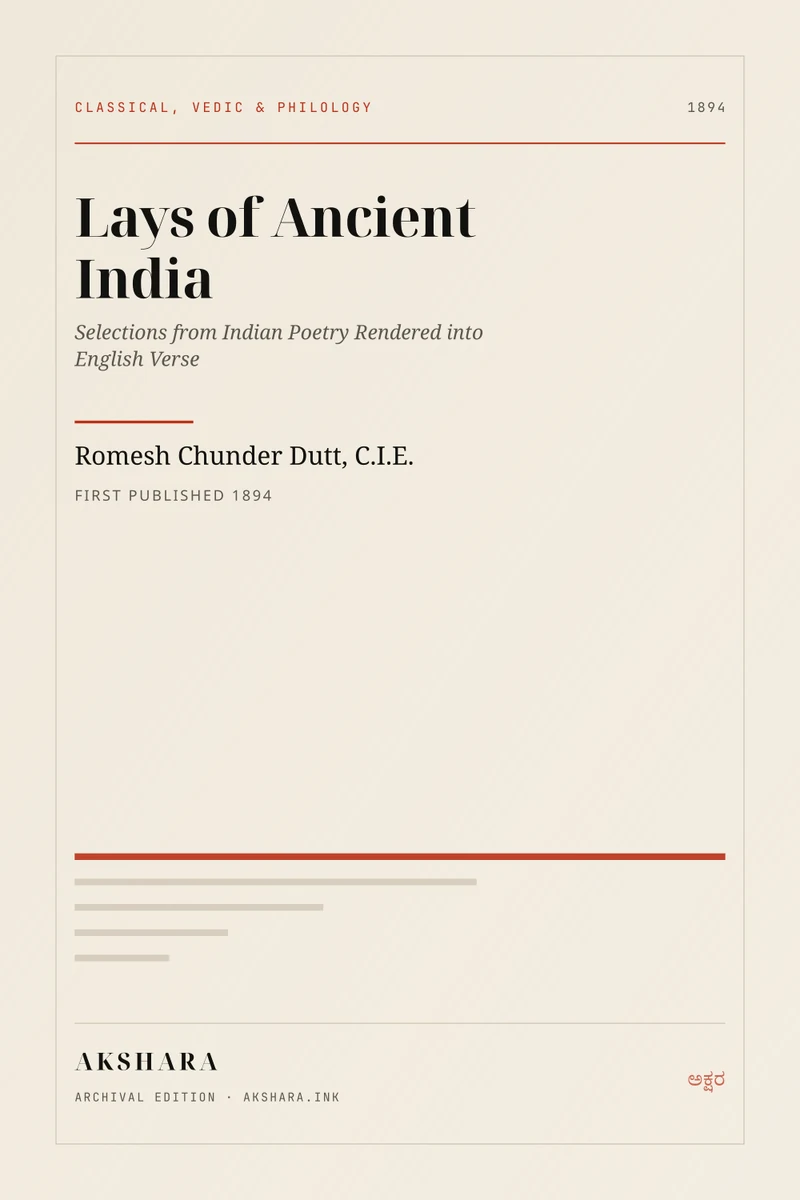 CLASSICAL, VEDIC & PHILOLOGY 1894
Lays of Ancient
India
Selections from Indian Poetry Rendered into
English Verse
Romesh Chunder Dutt, C.I.E.
FIRST PUBLISHED 1894
AKSHARA
ಅಕ್ಷರ
ARCHIVAL EDITION · AKSHARA.INK